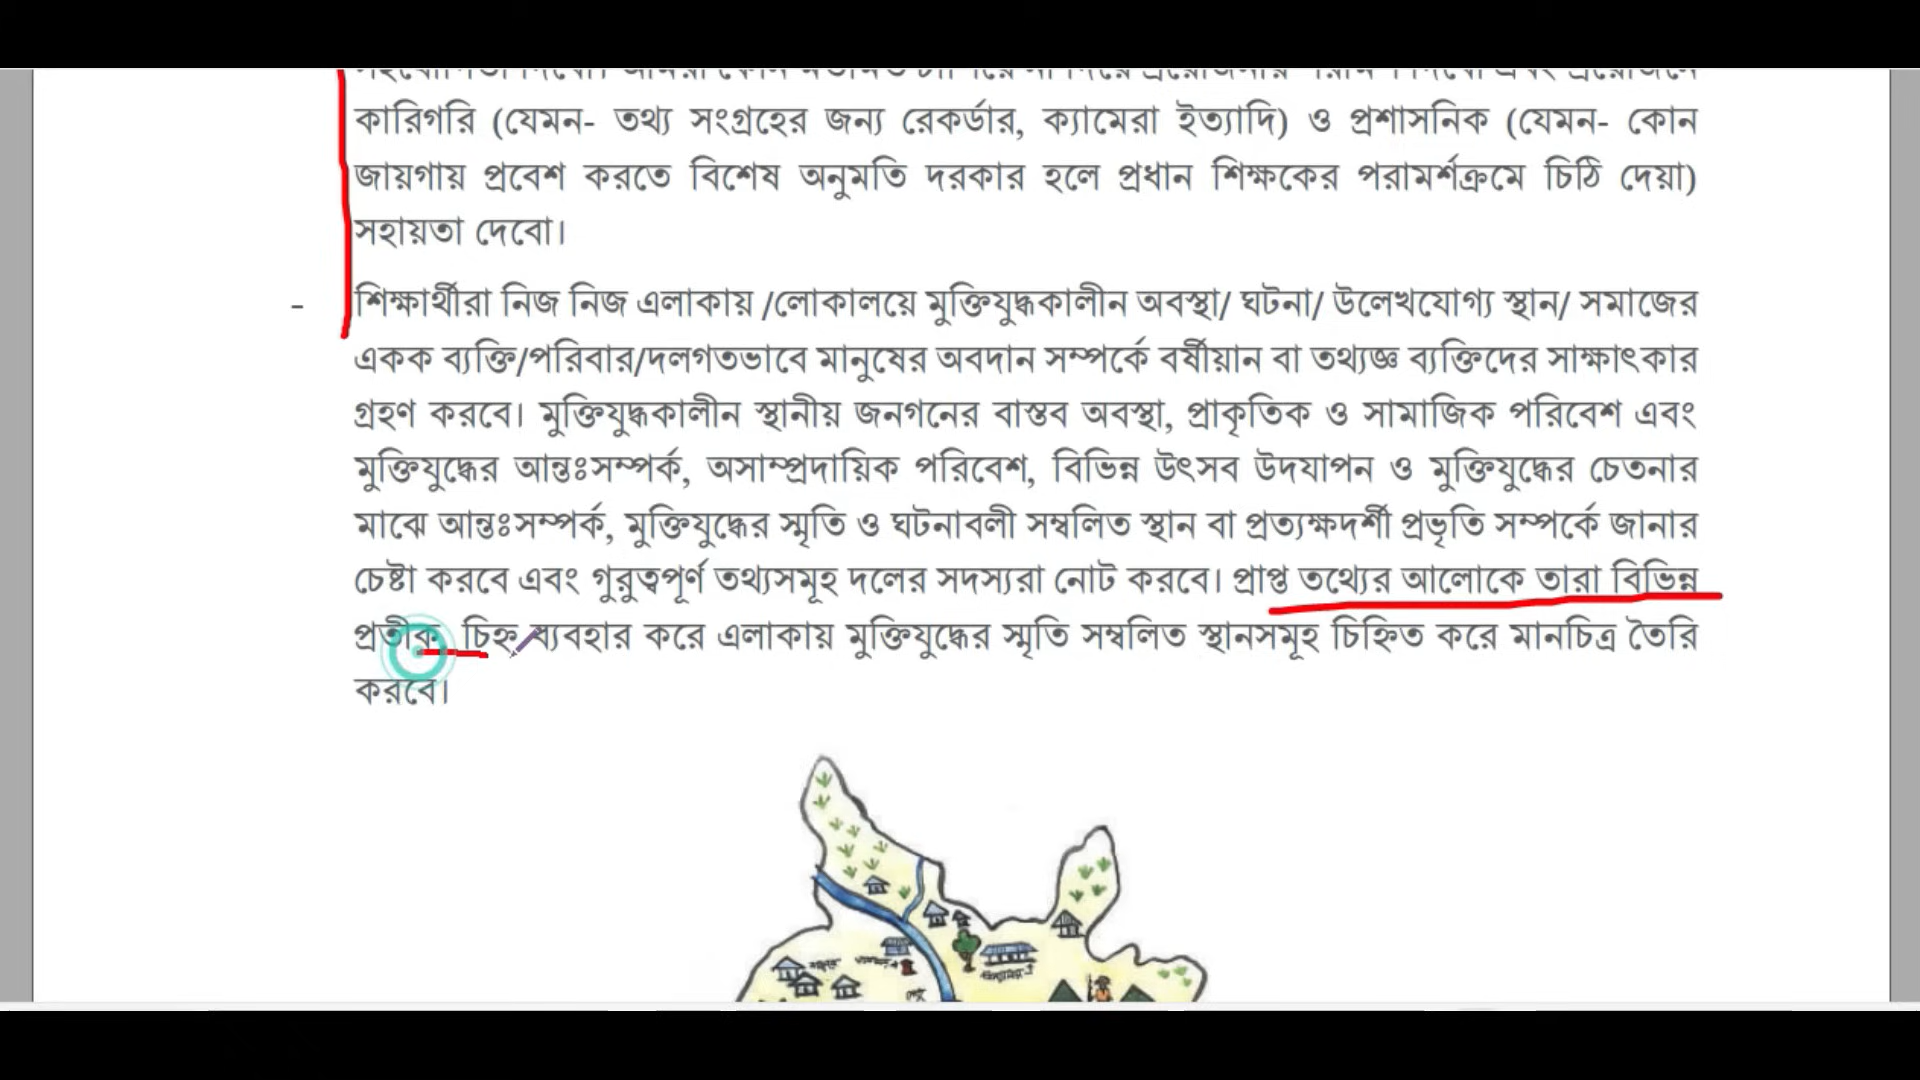 কারিগরি (যেমন- তথ্য সংগ্রহের জন্য রেকর্ডার, ক্যামেরা ইত্যাদি) ও প্রশাসনিক (যেমন- কোন
জায়গায় প্রবেশ করতে বিশেষ অনুমতি দরকার হলে প্রধান শিক্ষকের পরামর্শক্রমে চিঠি দেয়া)
সহায়তা দেবো।
- শিক্ষার্থীরা নিজ নিজ এলাকায় /লোকালয়ে মুক্তিযুদ্ধকালীন অবস্থা/ ঘটনা/ উলেখযোগ্য স্থান/ সমাজের
একক ব্যক্তি/পরিবার/দলগতভাবে মানুষের অবদান সম্পর্কে বর্ষীয়ান বা তথ্যজ্ঞ ব্যক্তিদের সাক্ষাৎকার
গ্রহণ করবে। মুক্তিযুদ্ধকালীন স্থানীয় জনগনের বাস্তব অবস্থা, প্রাকৃতিক ও সামাজিক পরিবেশ এবং
মুক্তিযুদ্ধের আন্তঃসম্পর্ক, অসাম্প্রদায়িক পরিবেশ, বিভিন্ন উৎসব উদযাপন ও মুক্তিযুদ্ধের চেতনার
মাঝে আন্তঃসম্পর্ক, মুক্তিযুদ্ধের স্মৃতি ও ঘটনাবলী সম্বলিত স্থান বা প্রত্যক্ষদর্শী প্রভৃতি সম্পর্কে জানার
চেষ্টা করবে এবং গুরুত্বপূর্ণ তথ্যসমূহ দলের সদস্যরা নোট করবে। প্রাপ্ত তথ্যের আলোকে তারা বিভিন্ন
প্রতীক চিহ্ন ব্যবহার করে এলাকায় মুক্তিযুদ্ধের স্মৃতি সম্বলিত স্থানসমূহ চিহ্নিত করে মানচিত্র তৈরি
করবে।